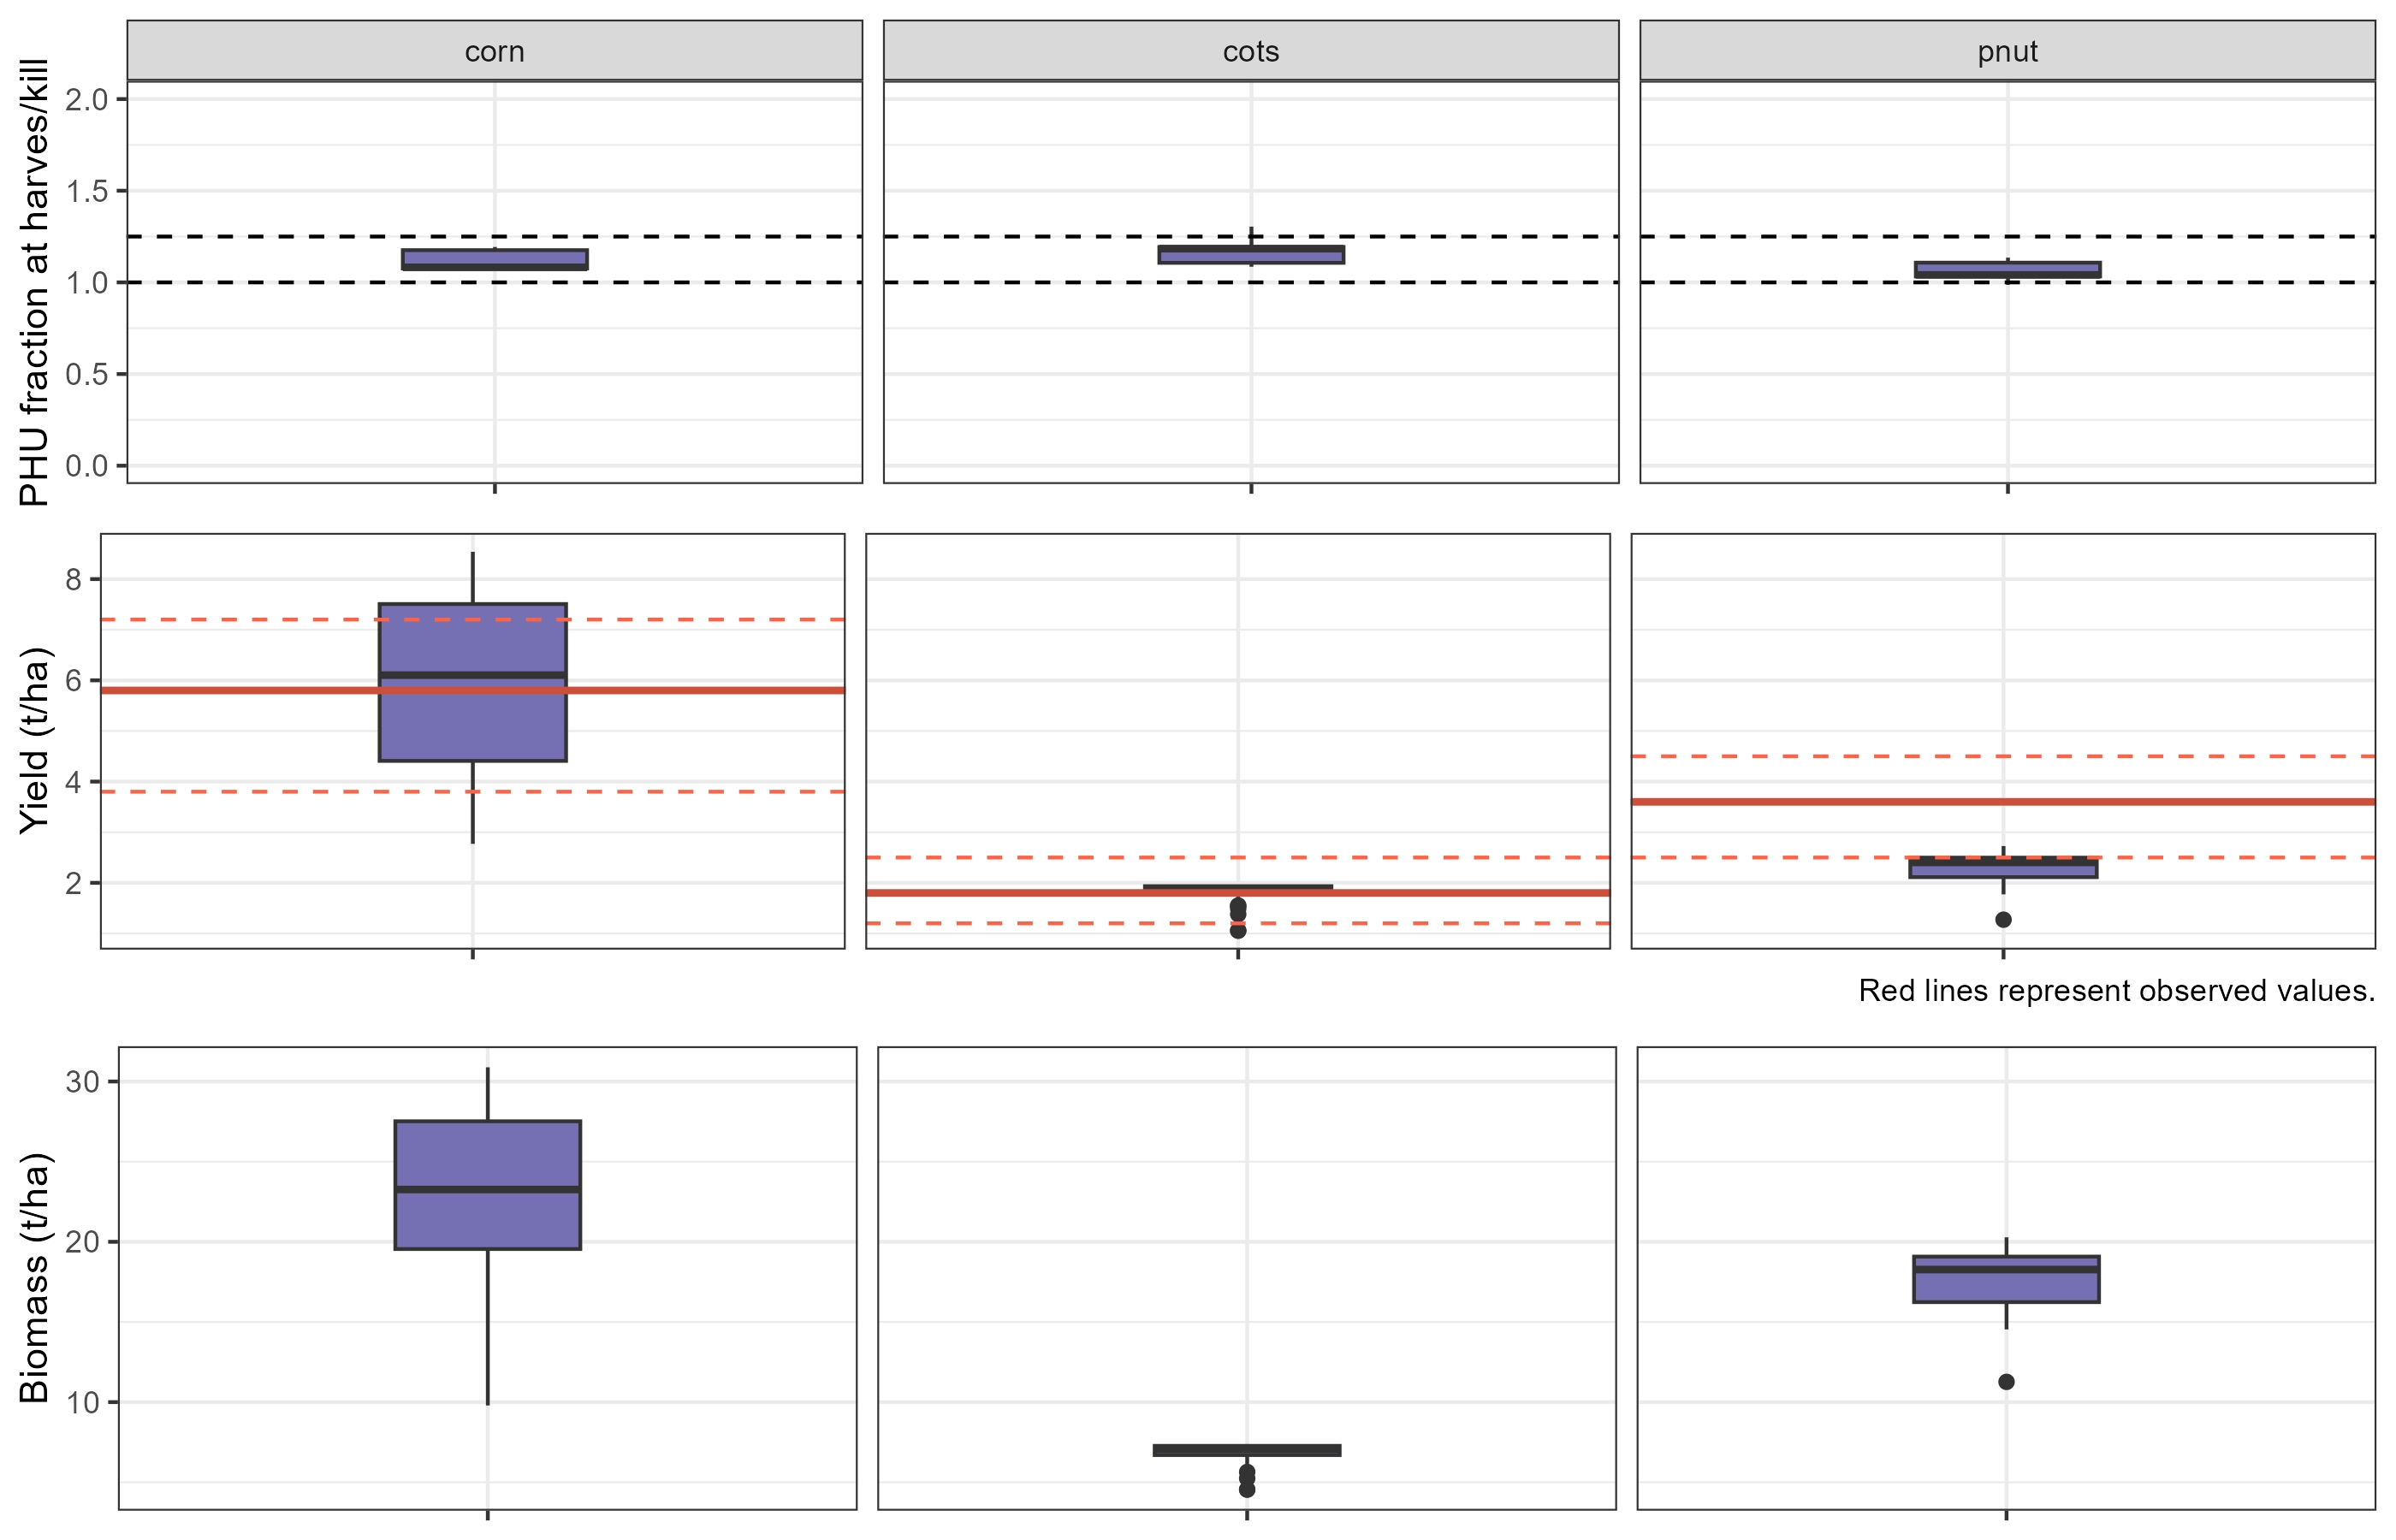 corn
cots
pnut
PHU fraction at harves/kill
2.0
1.5
1.0
0.5
0.0
Yield (t/ha)
8
6
4
2
Red lines represent observed values.
Biomass (t/ha)
30
20
10